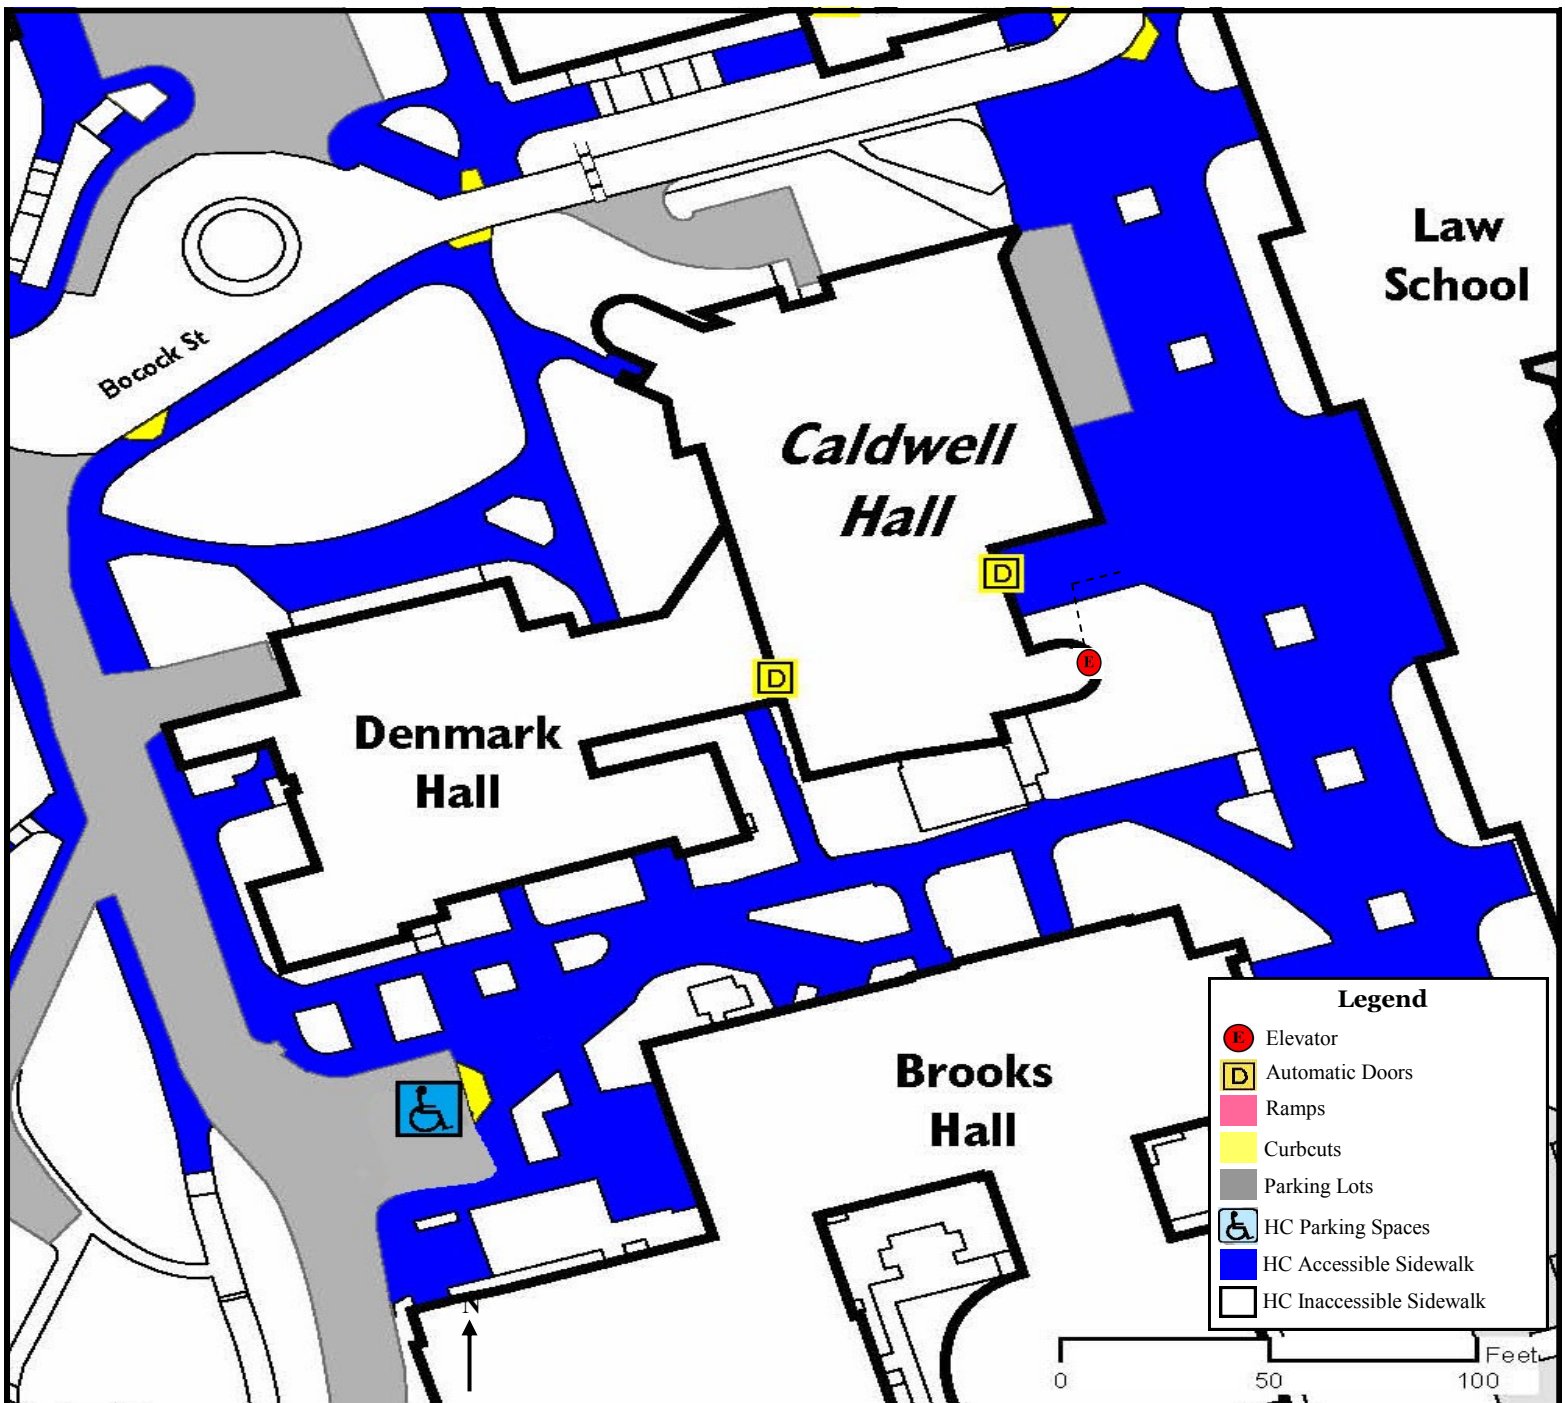 Law
School
Bocock St
Caldwell
Hall
D
E
D
Denmark
Hall
Brooks
Hall
Legend
E Elevator
D Automatic Doors
Ramps
Curbcuts
Parking Lots
HC Parking Spaces
HC Accessible Sidewalk
HC Inaccessible Sidewalk
N
Feet
0 50 100